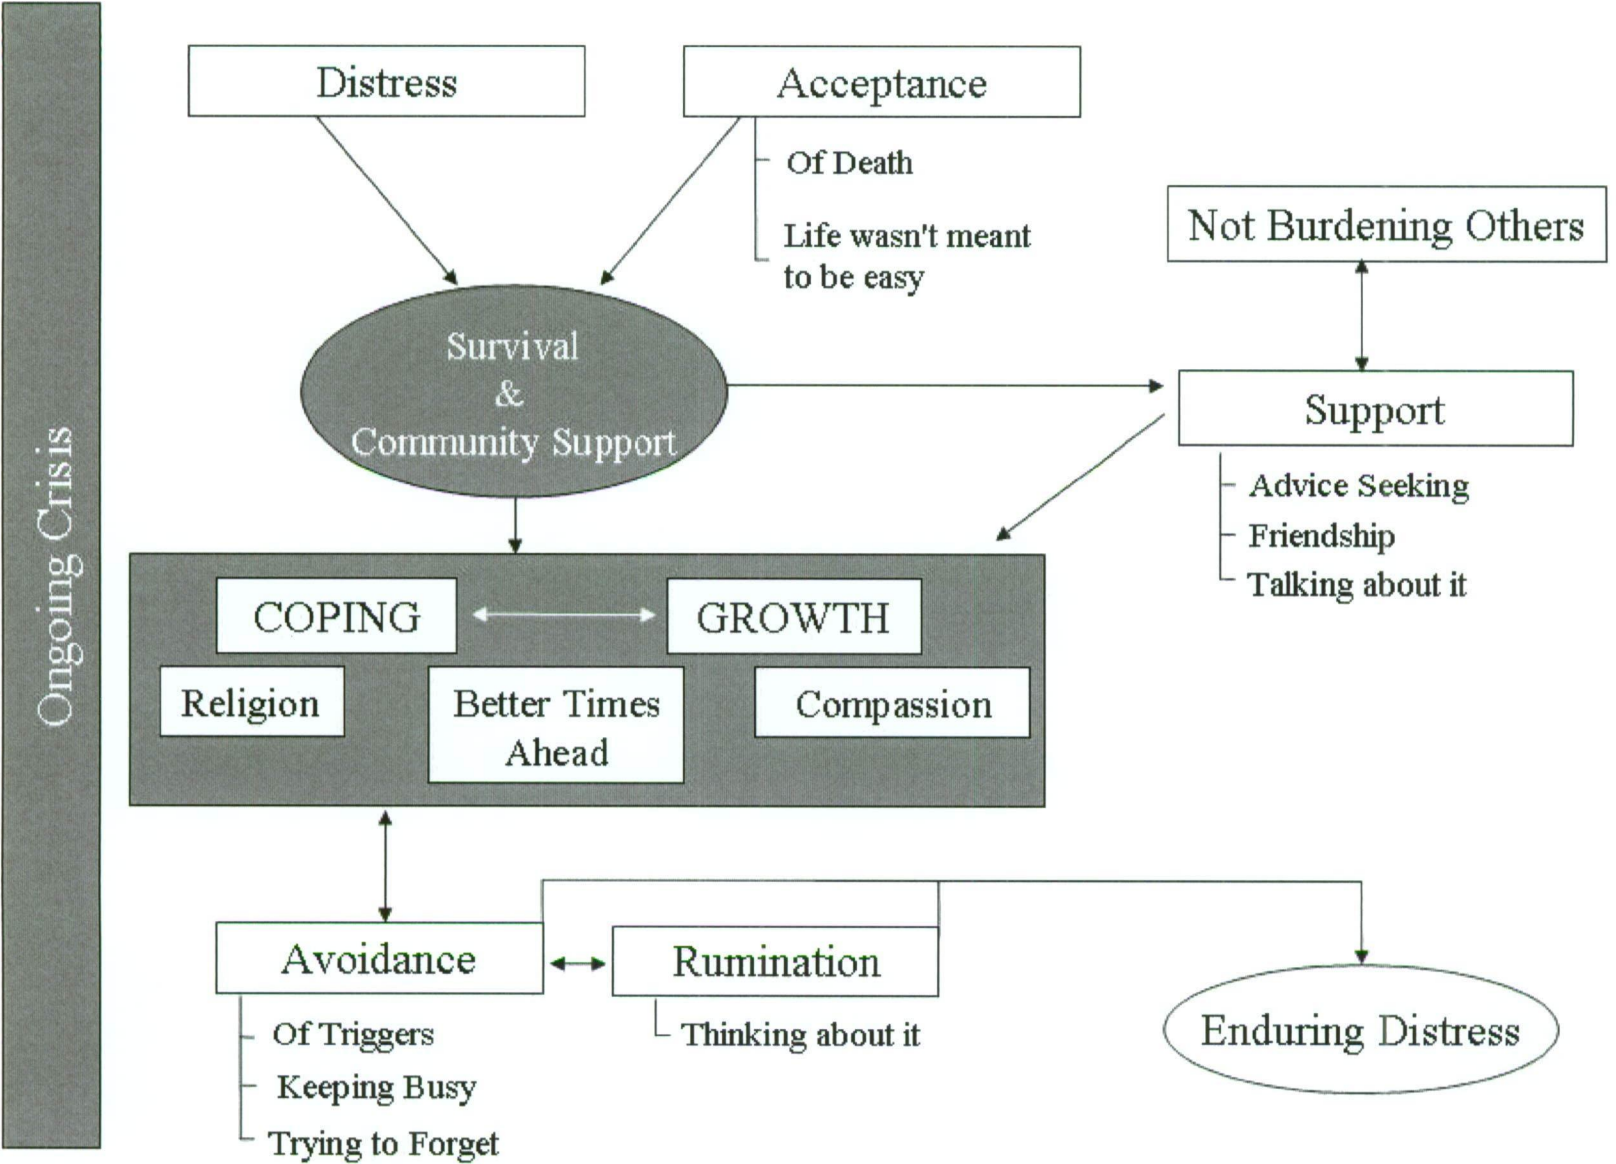 Ongoing Crisis
Distress
Acceptance
Of Death
Life wasn't meant
to be easy
Not Burdening Others
Survival
&
Community Support
Support
Advice Seeking
Friendship
Talking about it
COPING
GROWTH
Religion
Better Times
Ahead
Compassion
Avoidance
Rumination
Of Triggers
Keeping Busy
Trying to Forget
Thinking about it
Enduring Distress